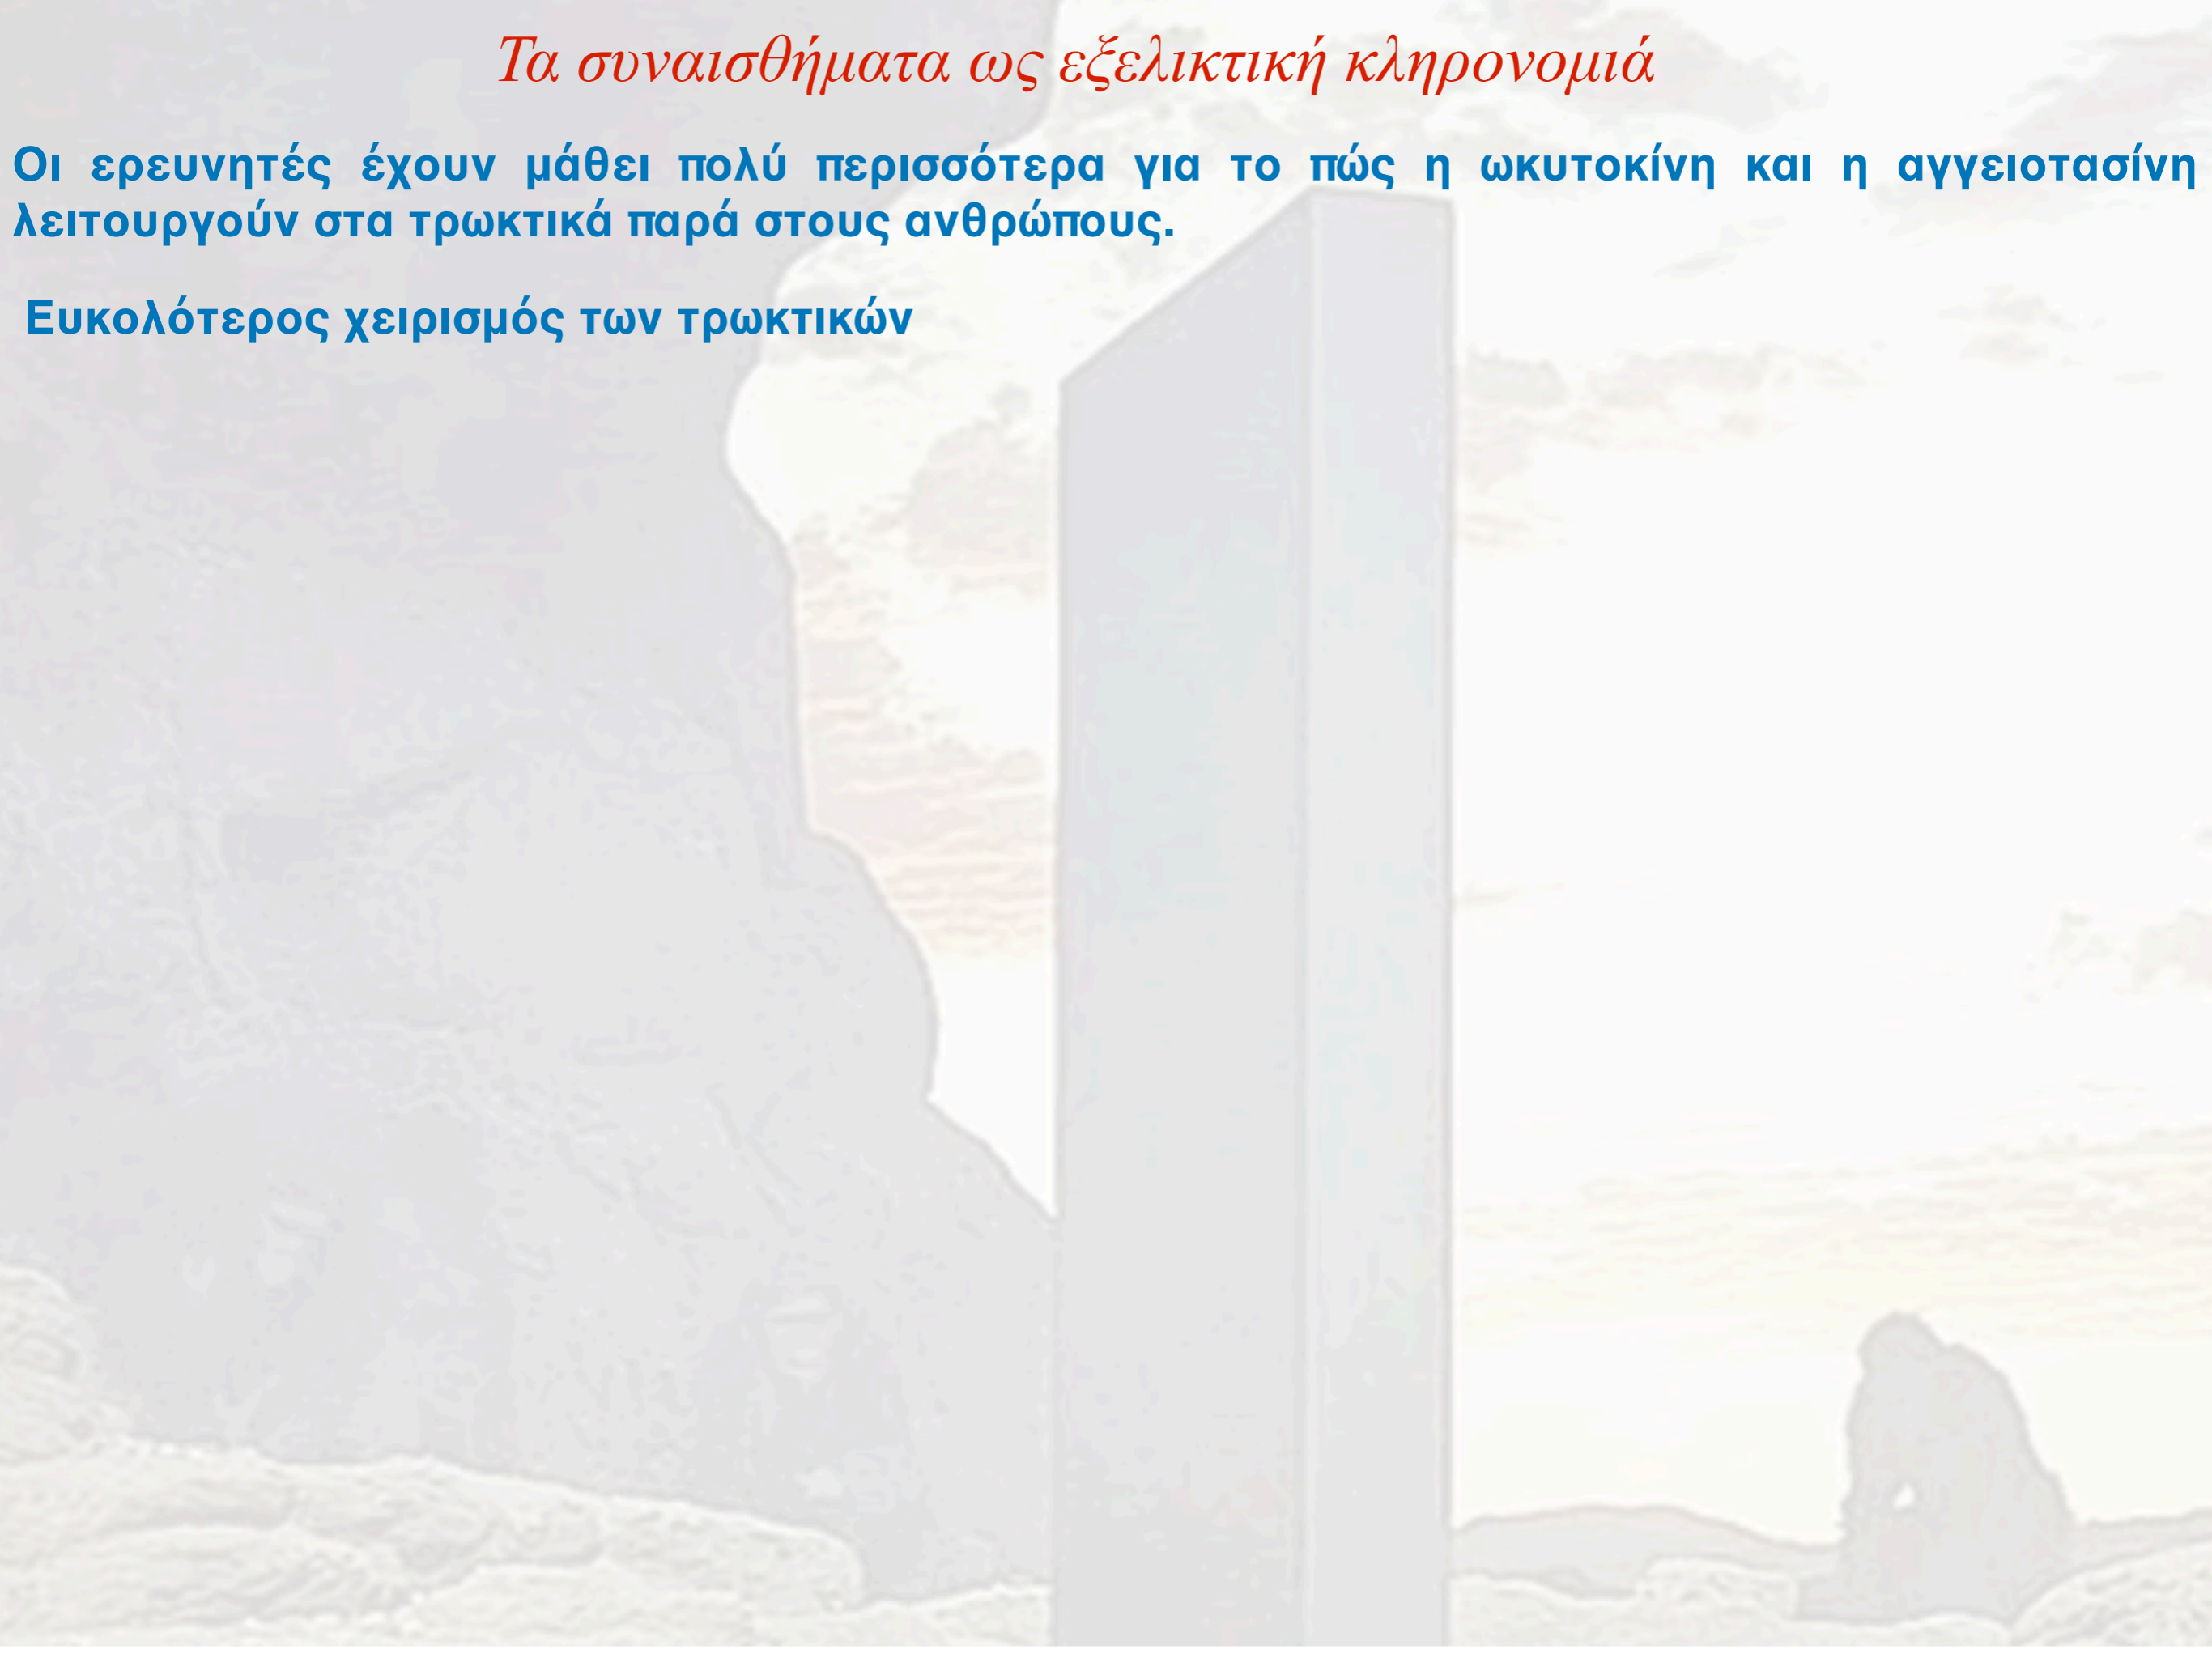 Τα συναισθήματα ως εξελικτική κληρονομιά
Οι ερευνητές έχουν μάθει πολύ περισσότερα για το πώς η ωκυτοκίνη και η αγγειοτασίνη
λειτουργούν στα τρωκτικά παρά στους ανθρώπους.
Ευκολότερος χειρισμός των τρωκτικών